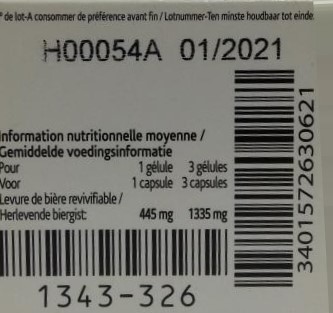 ° de lot-A consommer de préférence avant fin / Lotnummer-Ten minste houdbaar tot einde
H00054A 01/2021
Information nutritionnelle moyenne /
Gemiddelde voedingsinformatie
Pour 1 gélule 3 gélules
Voor 1 capsule 3 capsules
Levure de bière revivifiable /
Herlevende biergist: 445 mg 1335 mg
3401572630621
1343-326